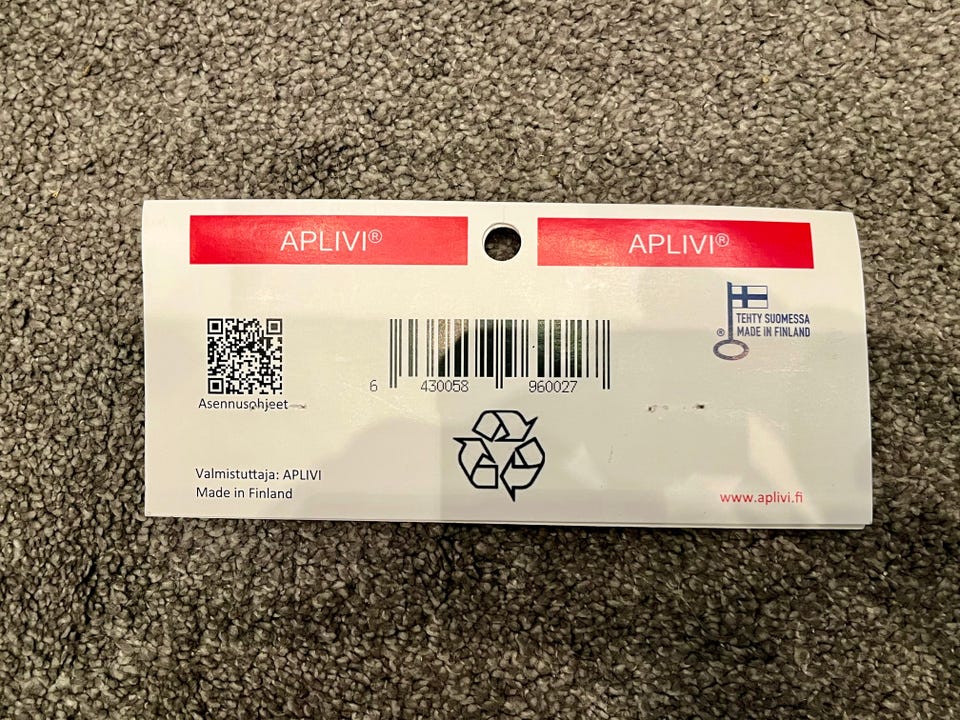 APLIVI®
APLIVI®
TEHTY SUOMESSA
® MADE IN FINLAND
Asennusohjeet
6 430058 960027
Valmistuttaja: APLIVI
Made in Finland
www.aplivi.fi